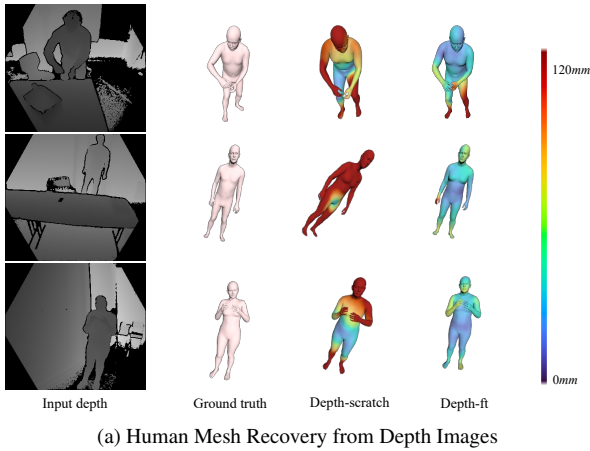 120mm
0mm
Input depth
Ground truth
Depth-scratch
Depth-ft
(a) Human Mesh Recovery from Depth Images